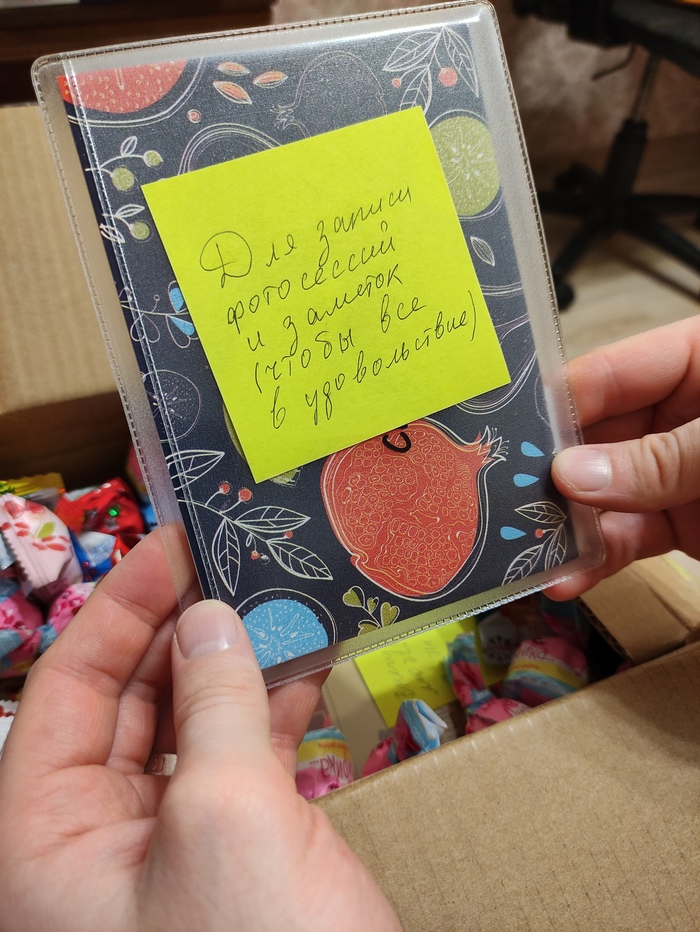 Для записи
фотосессий
и заметок
(чтобы все
в удовольствие)